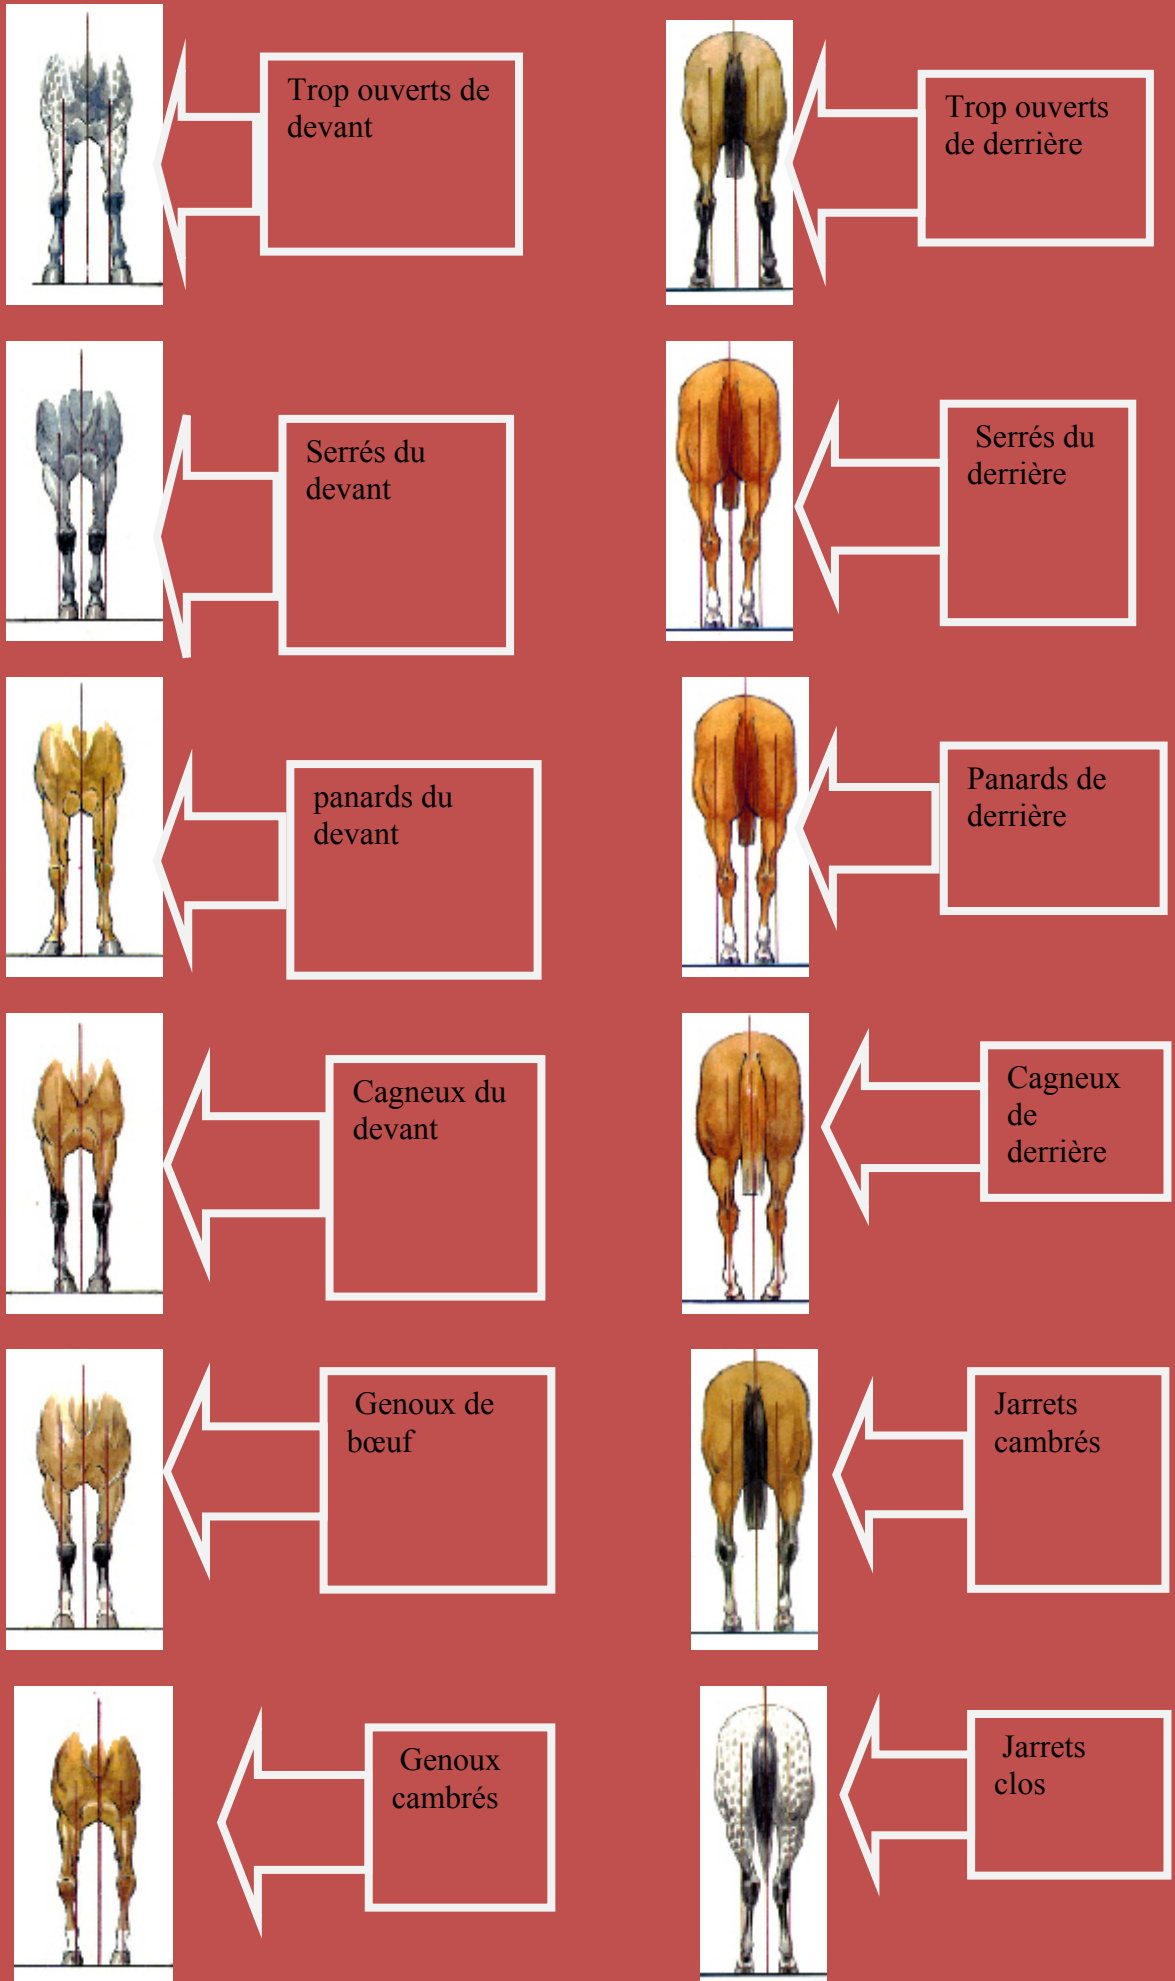 Trop ouverts de
devant
Trop ouverts
de derrière
Serrés du
devant
Serrés du
derrière
panards du
devant
Panards de
derrière
Cagneux du
devant
Cagneux
de
derrière
Genoux de
bœuf
Jarrets
cambrés
Genoux
cambrés
Jarrets
clos